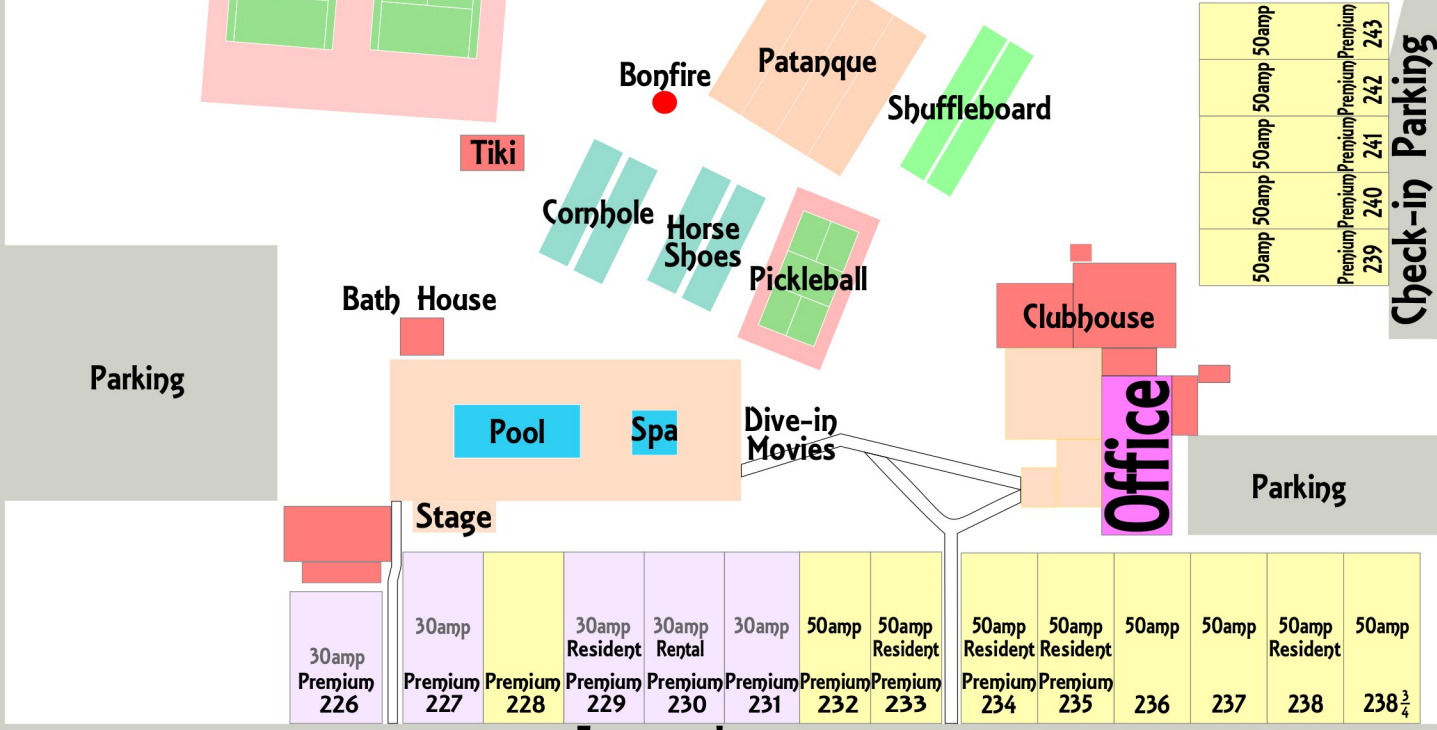 Patanque
Bonfire
Shuffleboard
Tiki
Cornhole
Horse
Shoes
Pickleball
50amp Premium 243
50amp Premium 242
50amp Premium 241
50amp Premium 240
50amp Premium 239
Check-in Parking
Bath House
Clubhouse
Parking
Pool
Spa
Dive-in
Movies
Office
Parking
Stage
30amp
Premium
226
30amp
Premium
227
Premium
228
30amp
Resident
Premium
229
30amp
Rental
Premium
230
30amp
Premium
231
50amp
Premium
232
50amp
Resident
Premium
233
50amp
Resident
Premium
234
50amp
Resident
Premium
235
50amp
236
50amp
237
50amp
Resident
238
50amp
238 3/4